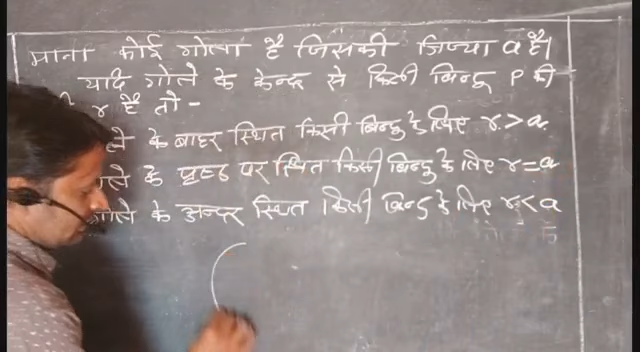 माना कोई गोला है जिसकी त्रिज्या a है।
यदि गोले के केन्द्र से किसी बिन्दु P की
r है तो -
के बाहर स्थित किसी बिन्दु के लिए r > a.
के पृष्ठ पर स्थित किसी बिन्दु के लिए r = a
गोले के अन्दर स्थित किसी बिन्दु के लिए r < a